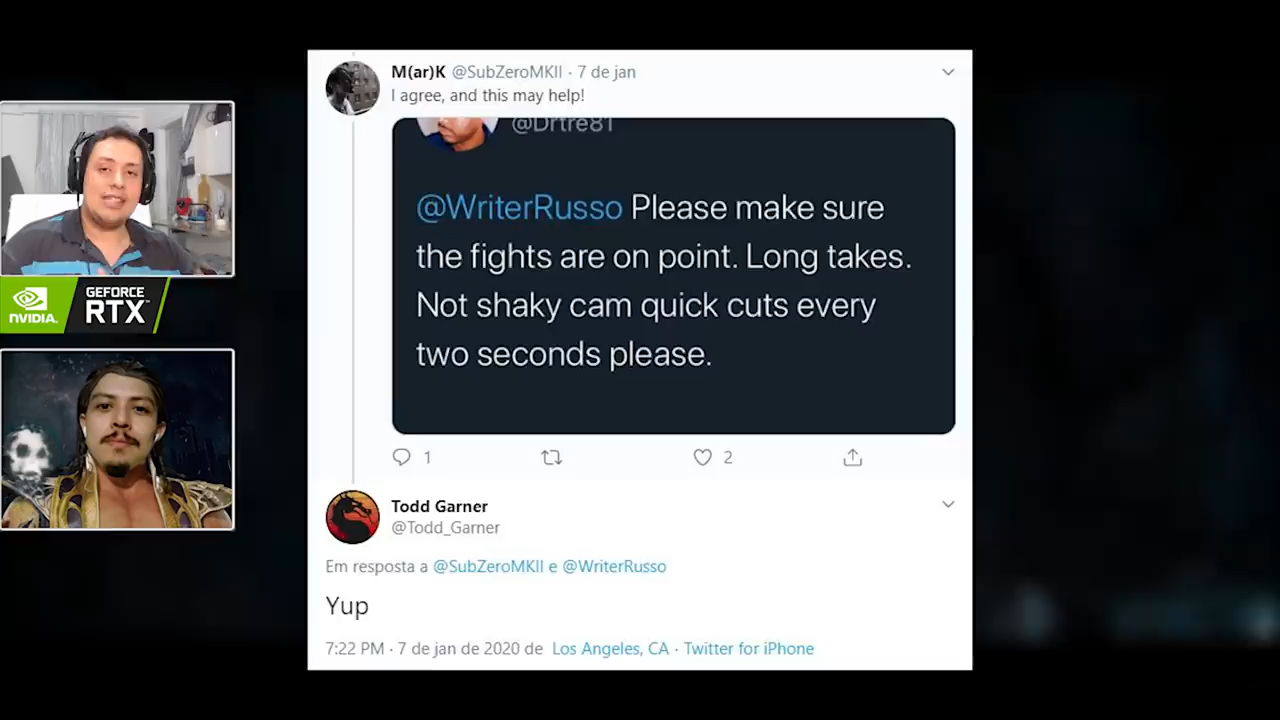 M(ar)K @SubZeroMKII · 7 de jan
I agree, and this may help!
@Drtre81
@WriterRusso Please make sure
the fights are on point. Long takes.
Not shaky cam quick cuts every
two seconds please.
1 2
Todd Garner
@Todd_Garner
Em resposta a @SubZeroMKII e @WriterRusso
Yup
7:22 PM · 7 de jan de 2020 de Los Angeles, CA · Twitter for iPhone
NVIDIA.
GEFORCE
RTX™